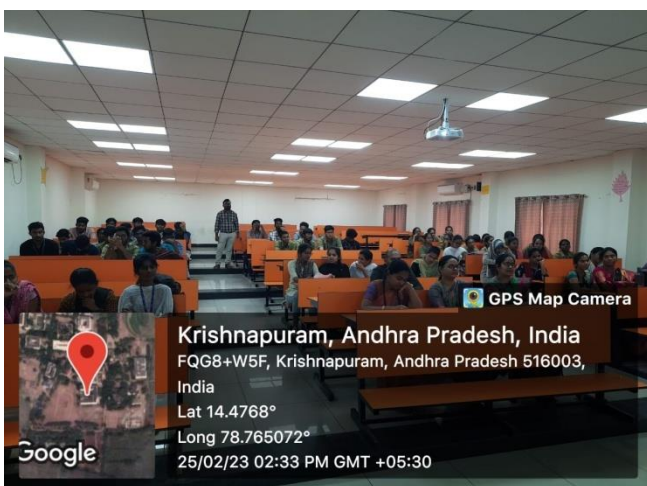 GPS Map Camera
Krishnapuram, Andhra Pradesh, India
FQG8+W5F, Krishnapuram, Andhra Pradesh 516003,
India
Lat 14.4768°
Long 78.765072°
25/02/23 02:33 PM GMT +05:30
Google